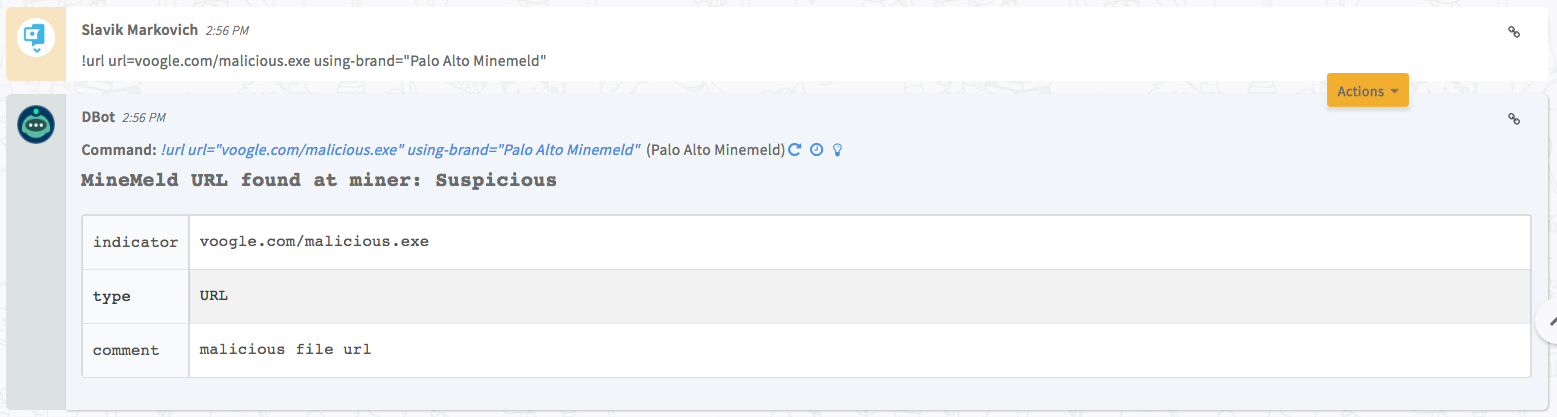 Slavik Markovich 2:56 PM
!url url=voogle.com/malicious.exe using-brand="Palo Alto Minemeld"
Actions
DBot 2:56 PM
Command: !url url="voogle.com/malicious.exe" using-brand="Palo Alto Minemeld" (Palo Alto Minemeld)
MineMeld URL found at miner: Suspicious
indicator voogle.com/malicious.exe
type URL
comment malicious file url